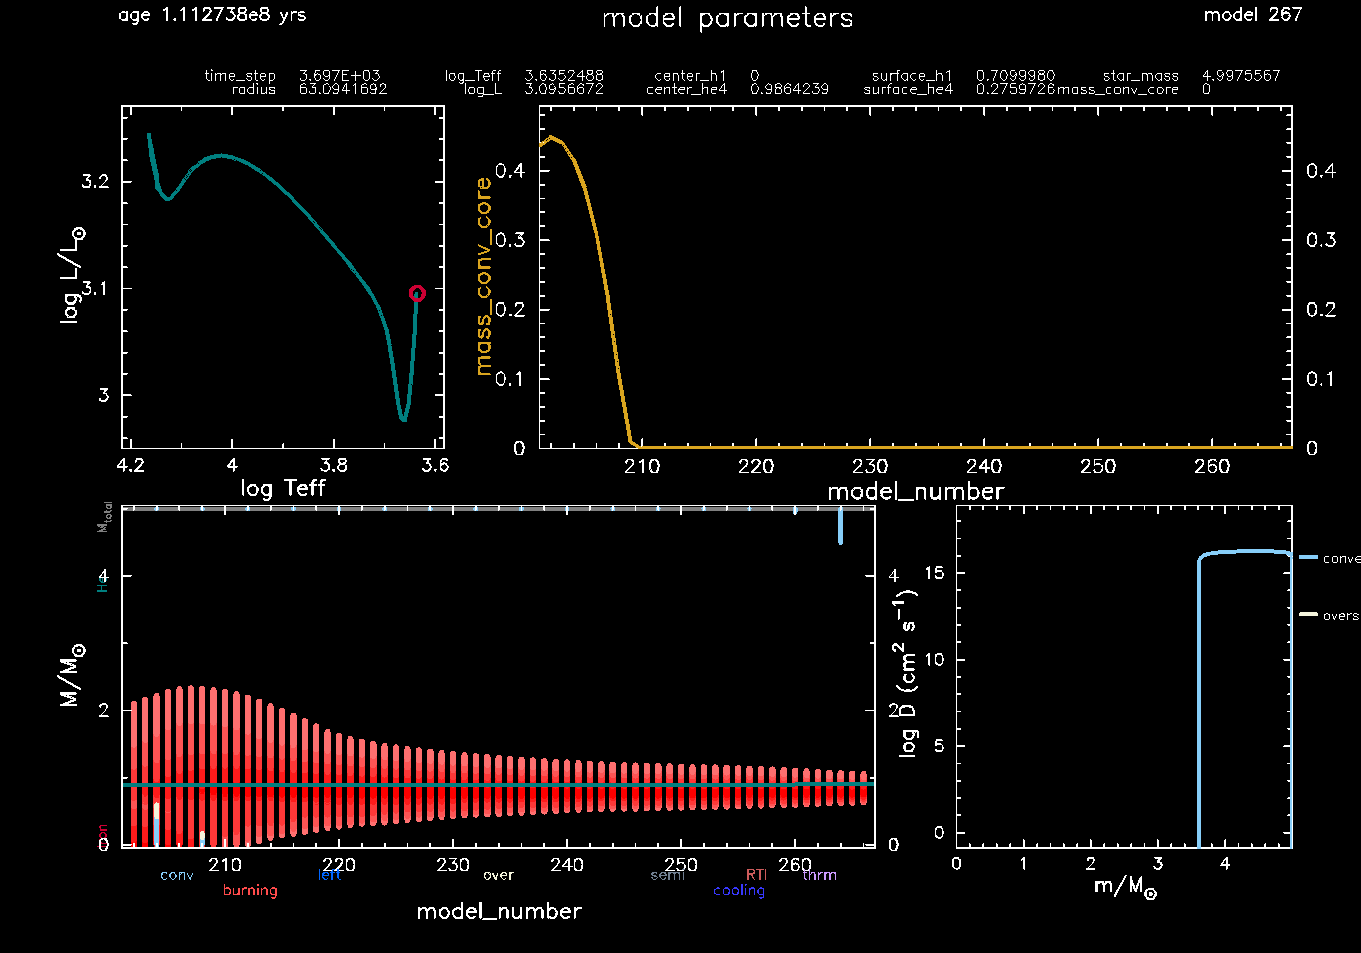 age 1.112738e8 yrs model parameters model 267
time_step 3.697E+03 log_Teff 3.6352488 center_h1 0 surface_h1 0.7099980 star_mass 4.9975567
radius 63.0941692 log_L 3.0956672 center_he4 0.9864239 surface_he4 0.2759726 mass_conv_core 0
log L/L⊙
3.2
3.1
3
4.2 4 3.8 3.6
log Teff
mass_conv_core
0.4 0.4
0.3 0.3
0.2 0.2
0.1 0.1
0 0
210 220 230 240 250 260
model_number
M/M⊙
Mtotal
He
4 4
2 2
0 0
210 220 230 240 250 260
conv left over semi RTI thrm
burning cooling
model_number
log D (cm² s⁻¹)
15
10
5
0
0 1 2 3 4
m/M⊙
conve
overs